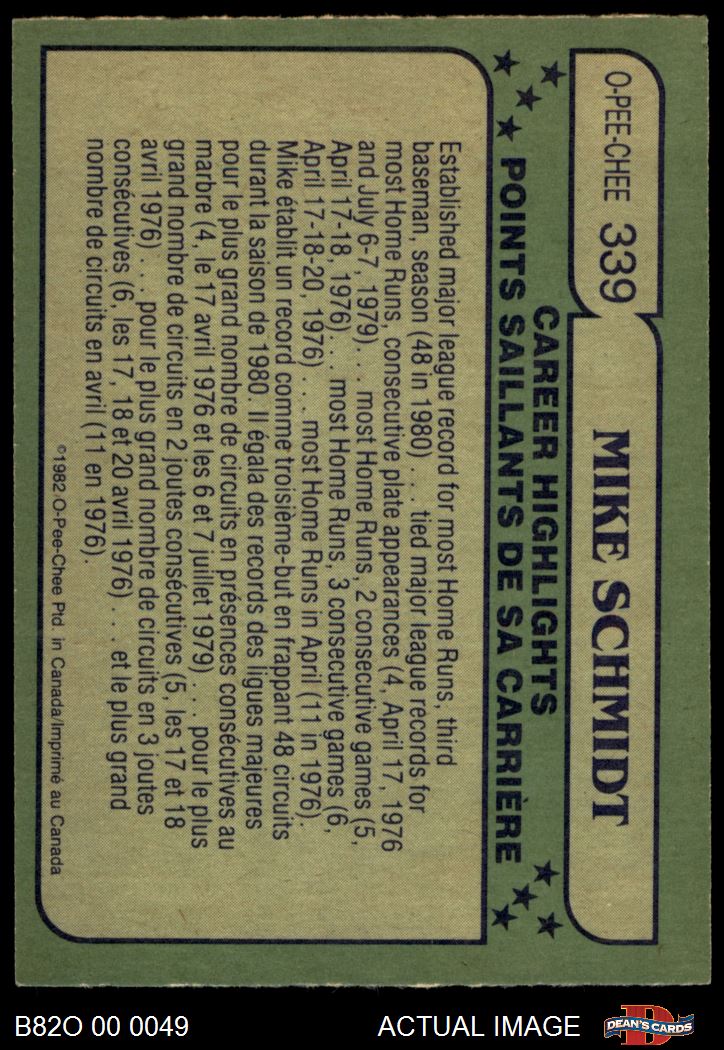 O-PEE-CHEE 339 MIKE SCHMIDT
CAREER HIGHLIGHTS
POINTS SAILLANTS DE SA CARRIÈRE
Established major league record for most Home Runs, third
baseman, season (48 in 1980) . . . tied major league records for
most Home Runs, consecutive plate appearances (4, April 17, 1976
and July 6-7, 1979). . . most Home Runs, 2 consecutive games (5,
April 17-18, 1976) . . . most Home Runs, 3 consecutive games (6,
April 17-18-20, 1976) . . . most Home Runs in April (11 in 1976).
Mike établit un record comme troisième-but en frappant 48 circuits
durant la saison de 1980. Il égala des records des ligues majeures
pour le plus grand nombre de circuits en présences consécutives au
marbre (4, le 17 avril 1976 et les 6 et 7 juillet 1979) . . . pour le plus
grand nombre de circuits en 2 joutes consécutives (5, les 17 et 18
avril 1976) . . . pour le plus grand nombre de circuits en 3 joutes
consécutives (6, les 17, 18 et 20 avril 1976) . . . et le plus grand
nombre de circuits en avril (11 en 1976).
©1982 O-Pee-Chee Ptd. in Canada/Imprimé au Canada
B82O 00 0049
ACTUAL IMAGE
D
DEAN'S CARDS